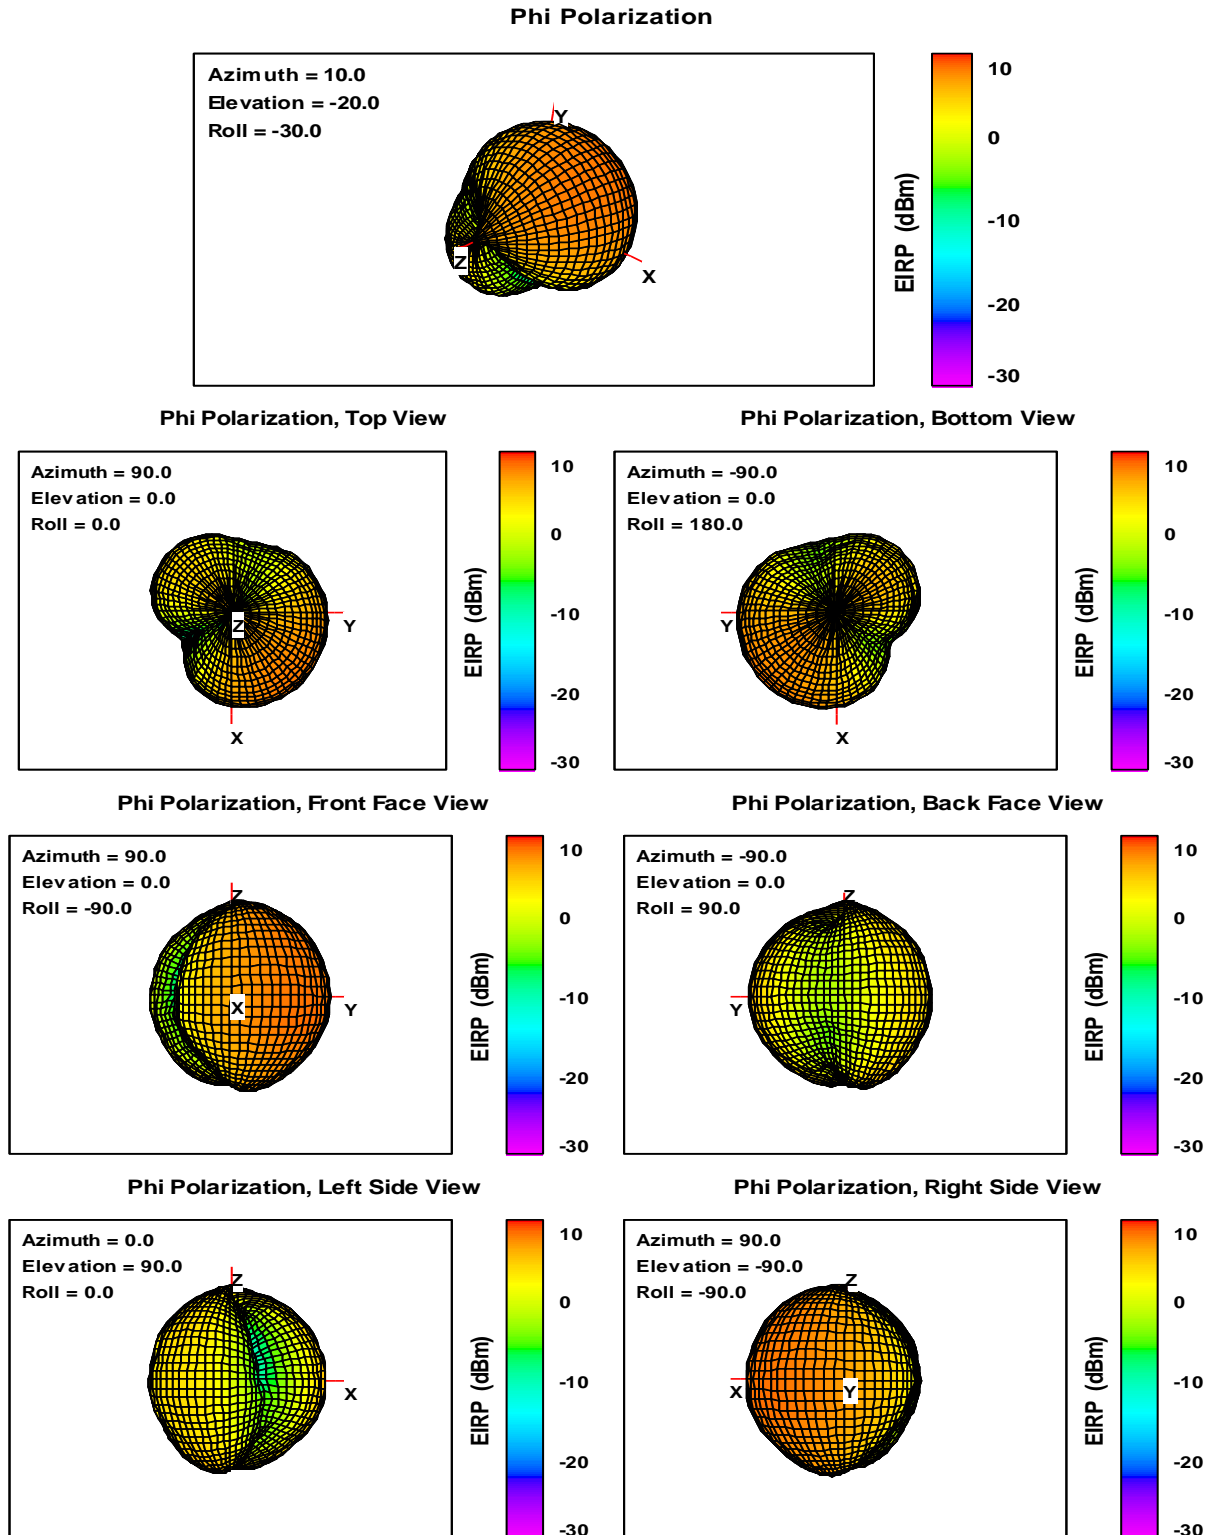 Phi Polarization
Azimuth = 10.0
Elevation = -20.0
Roll = -30.0
Y
Z
X
EIRP (dBm)
10
0
-10
-20
-30
Phi Polarization, Top View
Azimuth = 90.0
Elevation = 0.0
Roll = 0.0
Z
Y
X
EIRP (dBm)
10
0
-10
-20
-30
Phi Polarization, Bottom View
Azimuth = -90.0
Elevation = 0.0
Roll = 180.0
Y
X
EIRP (dBm)
10
0
-10
-20
-30
Phi Polarization, Front Face View
Azimuth = 90.0
Elevation = 0.0
Roll = -90.0
Z
X
Y
EIRP (dBm)
10
0
-10
-20
-30
Phi Polarization, Back Face View
Azimuth = -90.0
Elevation = 0.0
Roll = 90.0
Z
Y
EIRP (dBm)
10
0
-10
-20
-30
Phi Polarization, Left Side View
Azimuth = 0.0
Elevation = 90.0
Roll = 0.0
Z
X
EIRP (dBm)
10
0
-10
-20
-30
Phi Polarization, Right Side View
Azimuth = 90.0
Elevation = -90.0
Roll = -90.0
Z
X
Y
EIRP (dBm)
10
0
-10
-20
-30